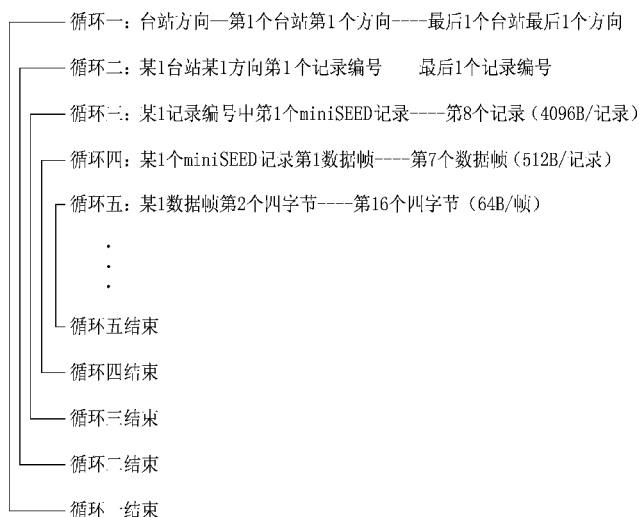 循环一: 台站方向—第1个台站第1个方向----最后1个台站最后1个方向
循环二: 某1台站某1方向第1个记录编号 最后1个记录编号
循环三: 某1记录编号中第1个miniSEED记录----第8个记录(4096B/记录)
循环四: 某1个miniSEED记录第1数据帧----第7个数据帧(512B/记录)
循环五: 某1数据帧第2个四字节----第16个四字节(64B/帧)
循环五结束
循环四结束
循环三结束
循环二结束
循环一结束